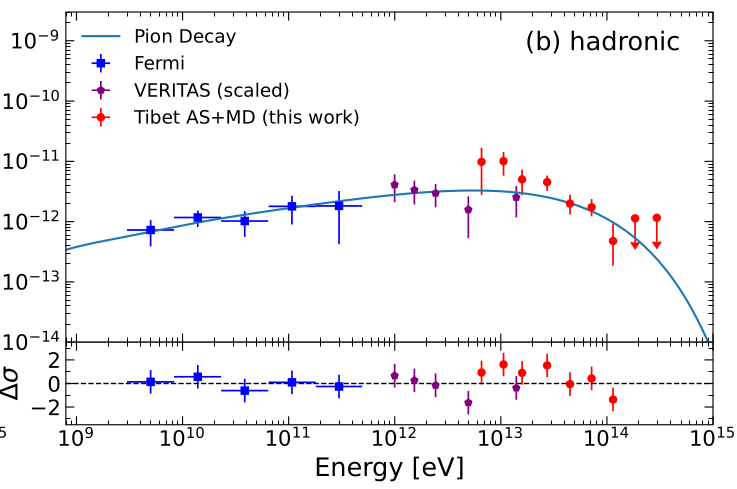 10⁻⁹
10⁻¹⁰
10⁻¹¹
10⁻¹²
10⁻¹³
10⁻¹⁴
Pion Decay
Fermi
VERITAS (scaled)
Tibet AS+MD (this work)
(b) hadronic
Δσ
2
0
−2
5
10⁹ 10¹⁰ 10¹¹ 10¹² 10¹³ 10¹⁴ 10¹⁵
Energy [eV]